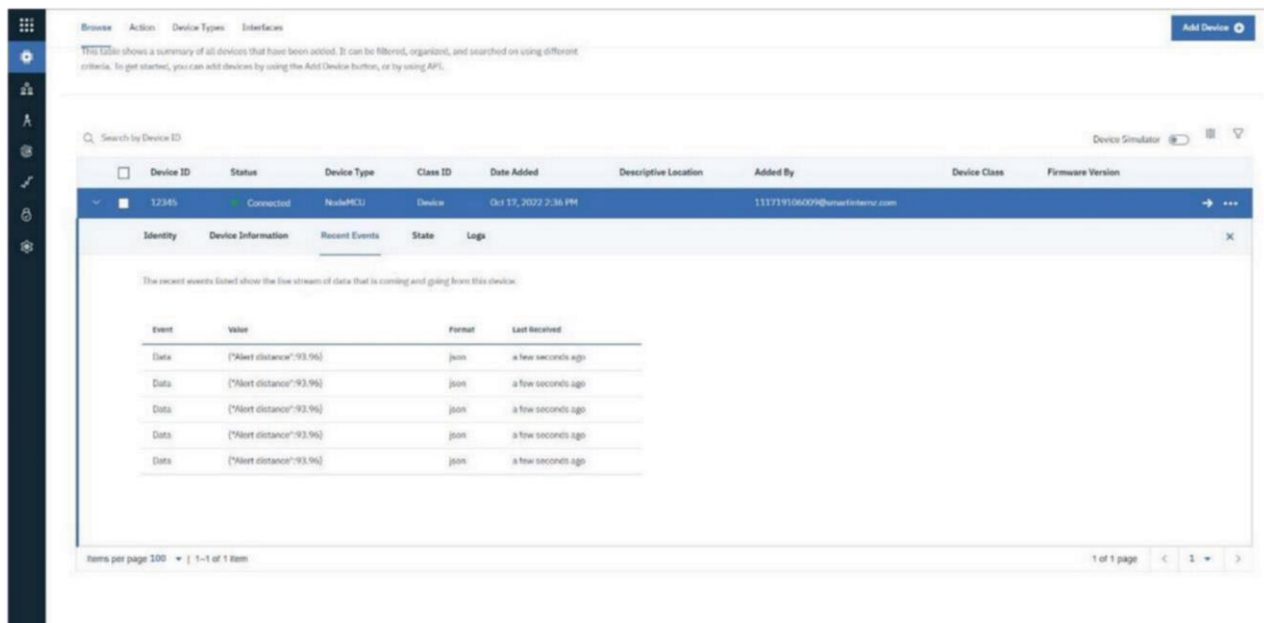 Browse Action Device Types Interfaces
Add Device
This table shows a summary of all devices that have been added. It can be filtered, organized, and searched on using different
criteria. To get started, you can add devices by using the Add Device button, or by using API.
Search by Device ID
Device Simulator
Device ID Status Device Type Class ID Date Added Descriptive Location Added By Device Class Firmware Version
12345 Connected NodeMCU Device Oct 17, 2022 2:36 PM 111719106009@smartinternz.com
Identity Device Information Recent Events State Logs
The recent events listed show the live stream of data that is coming and going from this device.
Event Value Format Last Received
Data {"Alert distance":93.96} json a few seconds ago
Data {"Alert distance":93.96} json a few seconds ago
Data {"Alert distance":93.96} json a few seconds ago
Data {"Alert distance":93.96} json a few seconds ago
Data {"Alert distance":93.96} json a few seconds ago
Items per page 100 | 1–1 of 1 item
1 of 1 page < 1 >